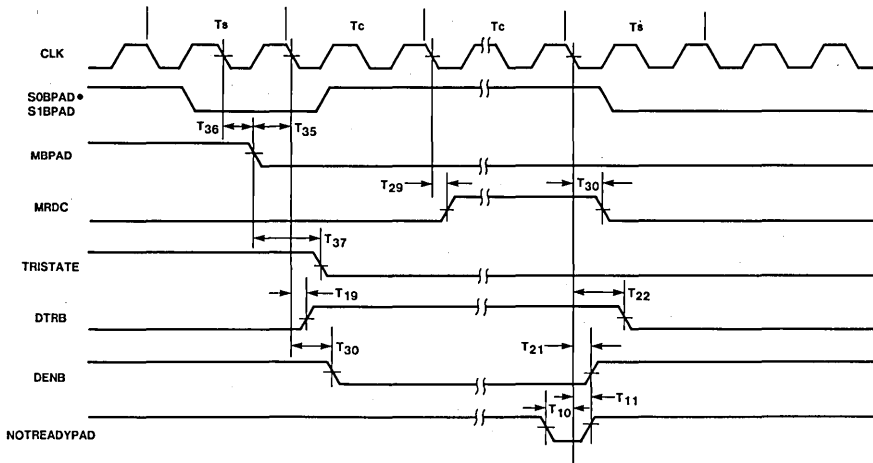 Ts Tc Tc Ts
CLK
S0BPAD•
S1BPAD
T36 T35
MBPAD
T29 T30
MRDC
T37
TRISTATE
T19 T22
DTRB
T30 T21
DENB
T10 T11
NOTREADYPAD